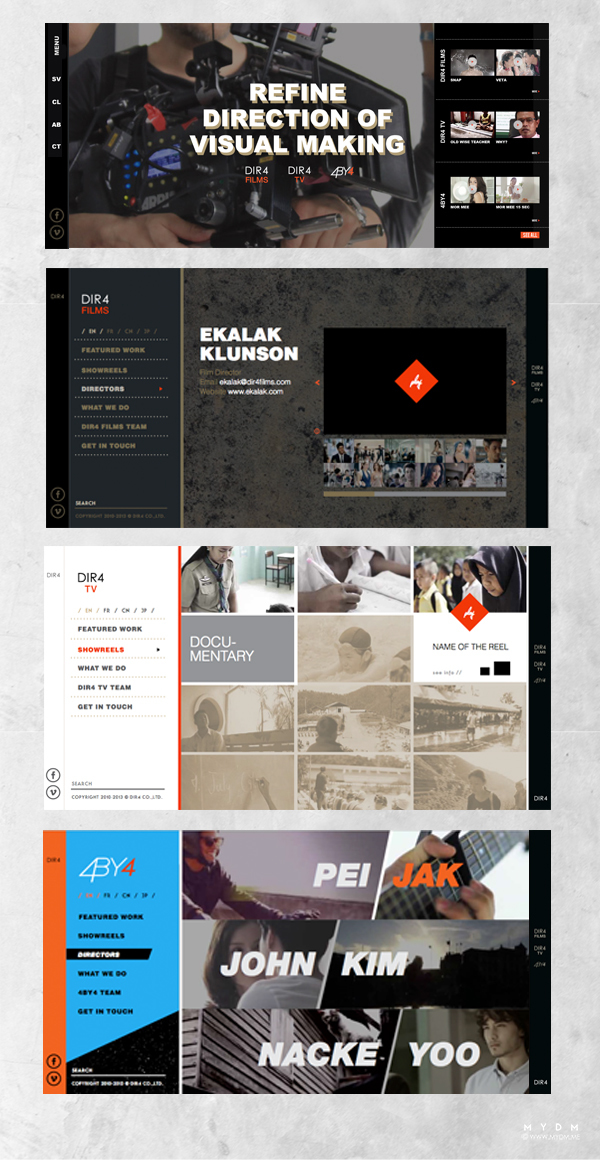 MENU
SV
CL
AB
CT
REFINE
DIRECTION OF
VISUAL MAKING
DIR4
FILMS
DIR4
TV
4BY4
DIR4 FILMS
SNAP
VETA
DIR4 TV
OLD WISE TEACHER
WHY?
4BY4
MOR MEE
MOR MEE 15 SEC
SEE ALL
DIR4
DIR4
FILMS
/ EN / FR / CN / JP /
FEATURED WORK
SHOWREELS
DIRECTORS
WHAT WE DO
DIR4 FILMS TEAM
GET IN TOUCH
SEARCH
COPYRIGHT 2010-2013 © DIR4 CO.,LTD.
EKALAK
KLUNSON
Film Director
Email ekalak@dir4films.com
Website www.ekalak.com
DIR4
FILMS
DIR4
TV
4BY4
DIR4
DIR4
TV
/ EN / FR / CN / JP /
FEATURED WORK
SHOWREELS
WHAT WE DO
DIR4 TV TEAM
GET IN TOUCH
SEARCH
COPYRIGHT 2010-2013 © DIR4 CO.,LTD.
DOCU-
MENTARY
NAME OF THE REEL
view info //
DIR4
FILMS
DIR4
TV
4BY4
DIR4
DIR4
4BY4
/ EN / FR / CN / JP /
FEATURED WORK
SHOWREELS
DIRECTORS
WHAT WE DO
4BY4 TEAM
GET IN TOUCH
SEARCH
COPYRIGHT 2010-2013 © DIR4 CO.,LTD.
PEI JAK
JOHN KIM
NACKE YOO
DIR4
FILMS
DIR4
TV
4BY4
DIR4
MYDM
© WWW.MYDM.ME